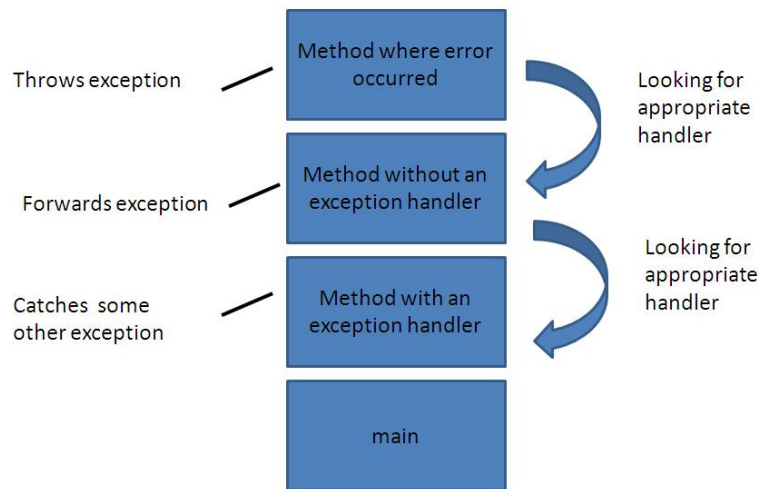 Method where error
occurred
Throws exception
Looking for
appropriate
handler
Method without an
exception handler
Forwards exception
Looking for
appropriate
handler
Method with an
exception handler
Catches some
other exception
main